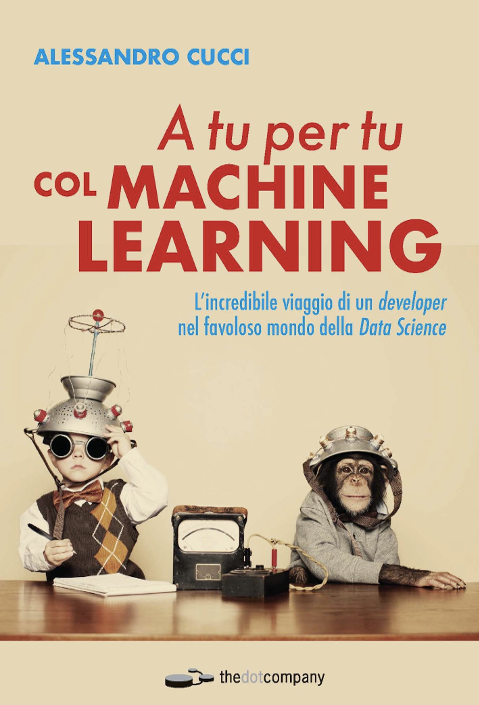 ALESSANDRO CUCCI
A tu per tu
COL MACHINE
LEARNING
L'incredibile viaggio di un developer
nel favoloso mondo della Data Science
thedotcompany